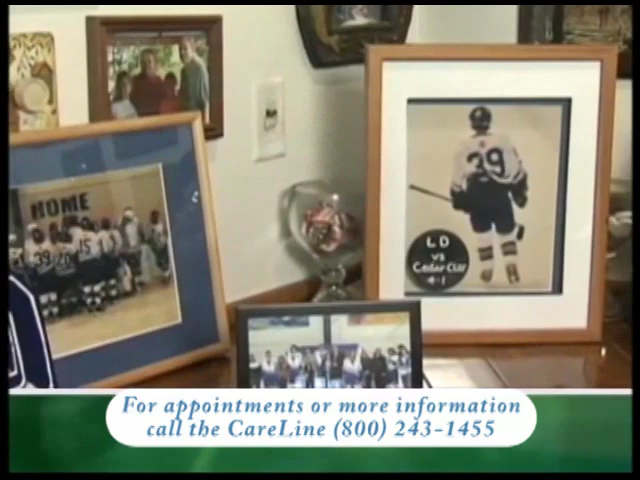 HOME
39
15
39
LD
vs
Cedar Clif
4-1
For appointments or more information
call the CareLine (800) 243-1455